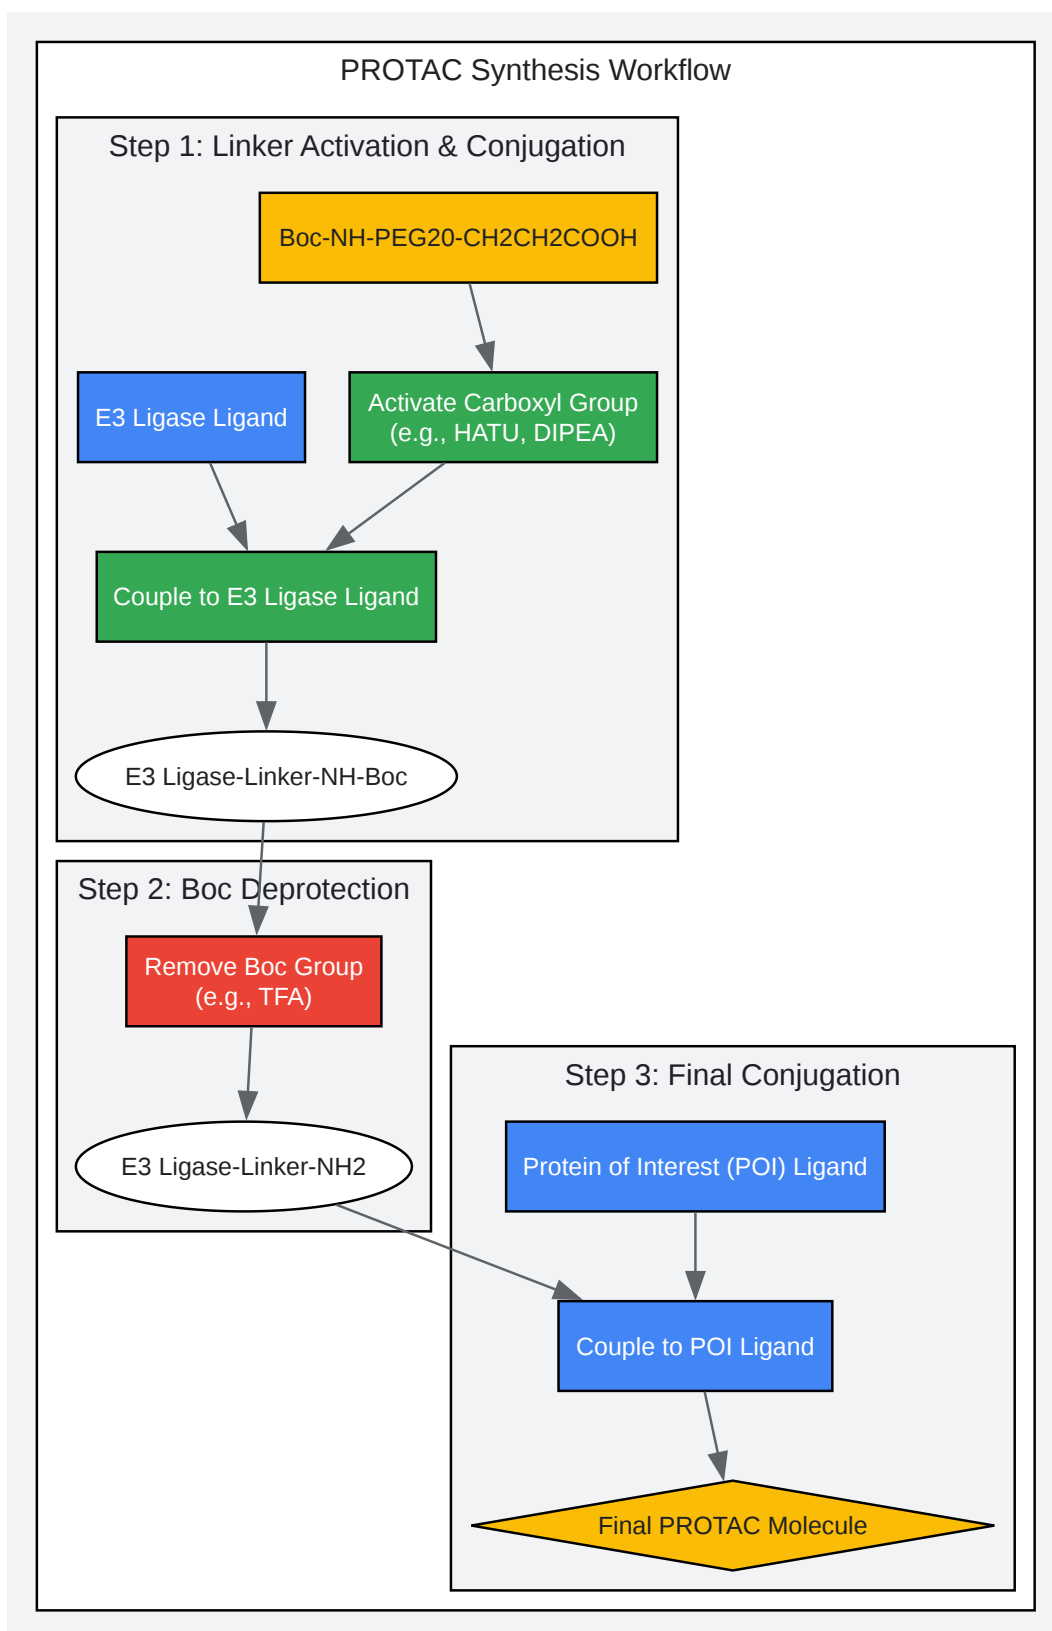 PROTAC Synthesis Workflow
Step 1: Linker Activation & Conjugation
Boc-NH-PEG20-CH2CH2COOH
E3 Ligase Ligand
Activate Carboxyl Group
(e.g., HATU, DIPEA)
Couple to E3 Ligase Ligand
E3 Ligase-Linker-NH-Boc
Step 2: Boc Deprotection
Remove Boc Group
(e.g., TFA)
E3 Ligase-Linker-NH2
Step 3: Final Conjugation
Protein of Interest (POI) Ligand
Couple to POI Ligand
Final PROTAC Molecule